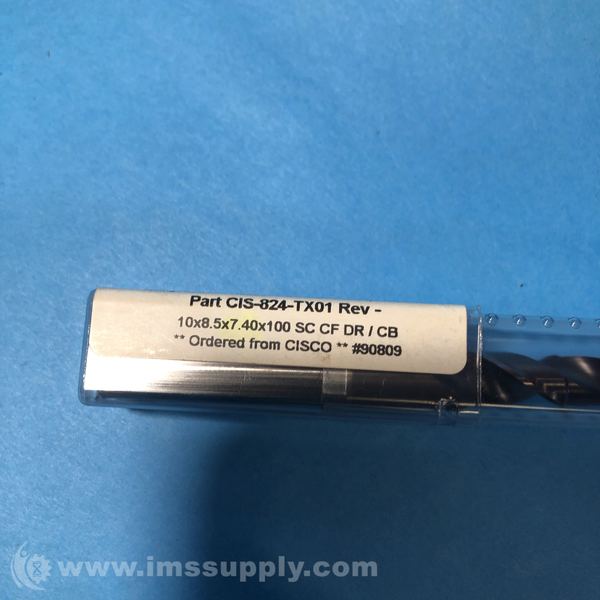 Part CIS-824-TX01 Rev -
10x8.5x7.40x100 SC CF DR / CB
** Ordered from CISCO ** #90809
www.imssupply.com